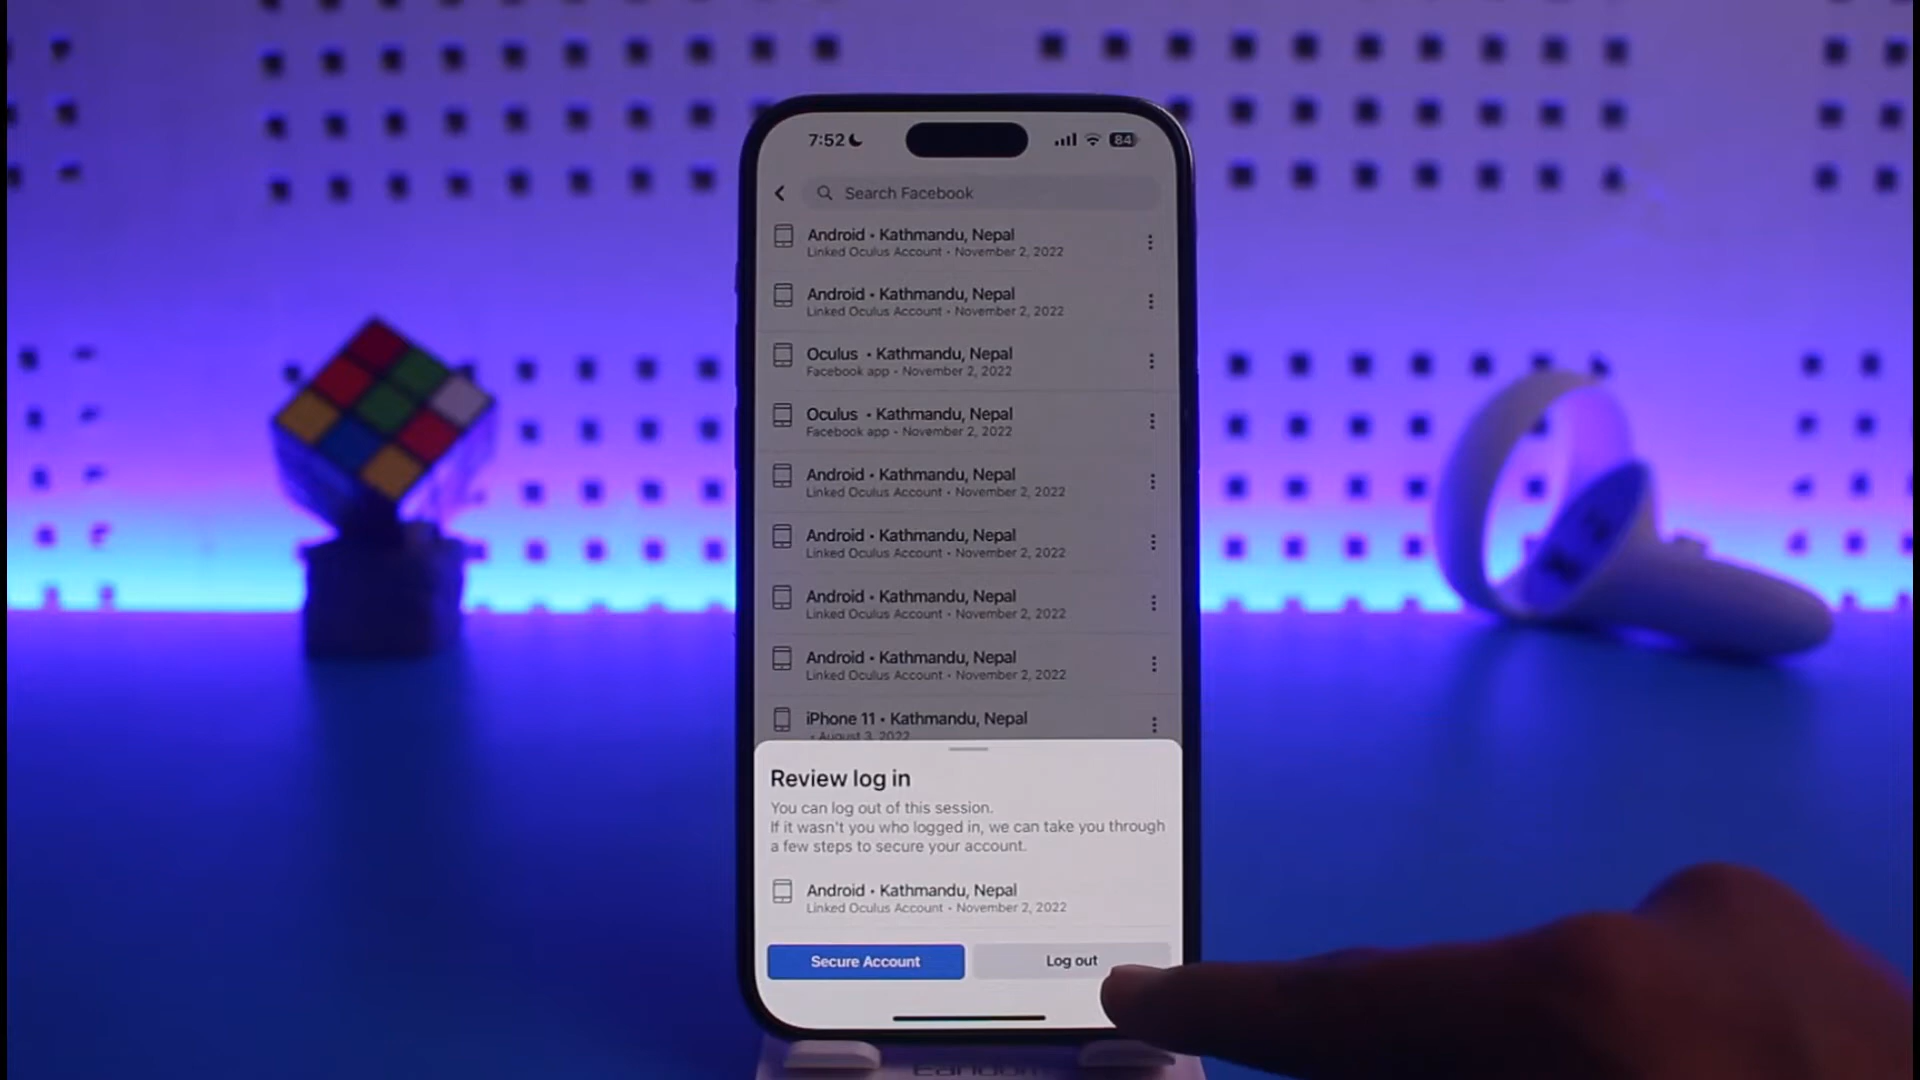 7:52
84
Search Facebook
Android • Kathmandu, Nepal
Linked Oculus Account • November 2, 2022
Android • Kathmandu, Nepal
Linked Oculus Account • November 2, 2022
Oculus • Kathmandu, Nepal
Facebook app • November 2, 2022
Oculus • Kathmandu, Nepal
Facebook app • November 2, 2022
Android • Kathmandu, Nepal
Linked Oculus Account • November 2, 2022
Android • Kathmandu, Nepal
Linked Oculus Account • November 2, 2022
Android • Kathmandu, Nepal
Linked Oculus Account • November 2, 2022
Android • Kathmandu, Nepal
Linked Oculus Account • November 2, 2022
iPhone 11 • Kathmandu, Nepal
• August 3, 2022
Review log in
You can log out of this session.
If it wasn't you who logged in, we can take you through
a few steps to secure your account.
Android • Kathmandu, Nepal
Linked Oculus Account • November 2, 2022
Secure Account
Log out